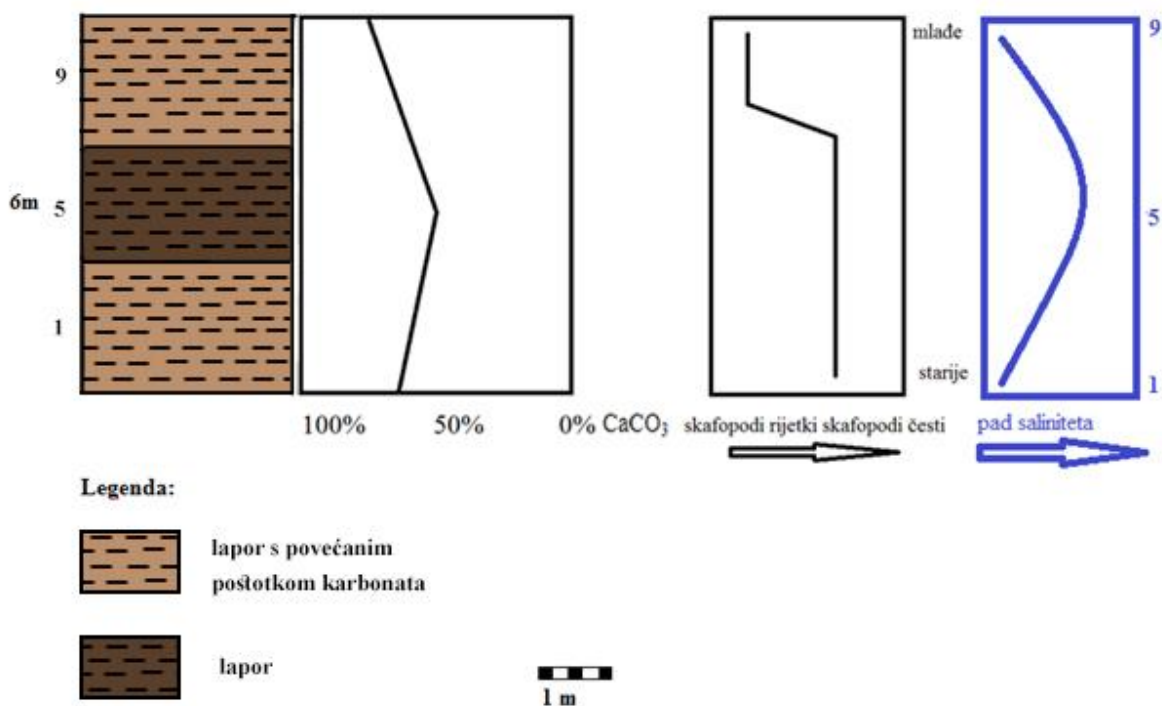 9
6m 5
1
100% 50% 0% CaCO₃
mlađe
starije
skafopodi rijetki skafopodi česti
9
5
1
pad saliniteta
Legenda:
lapor s povećanim
postotkom karbonata
lapor
1 m